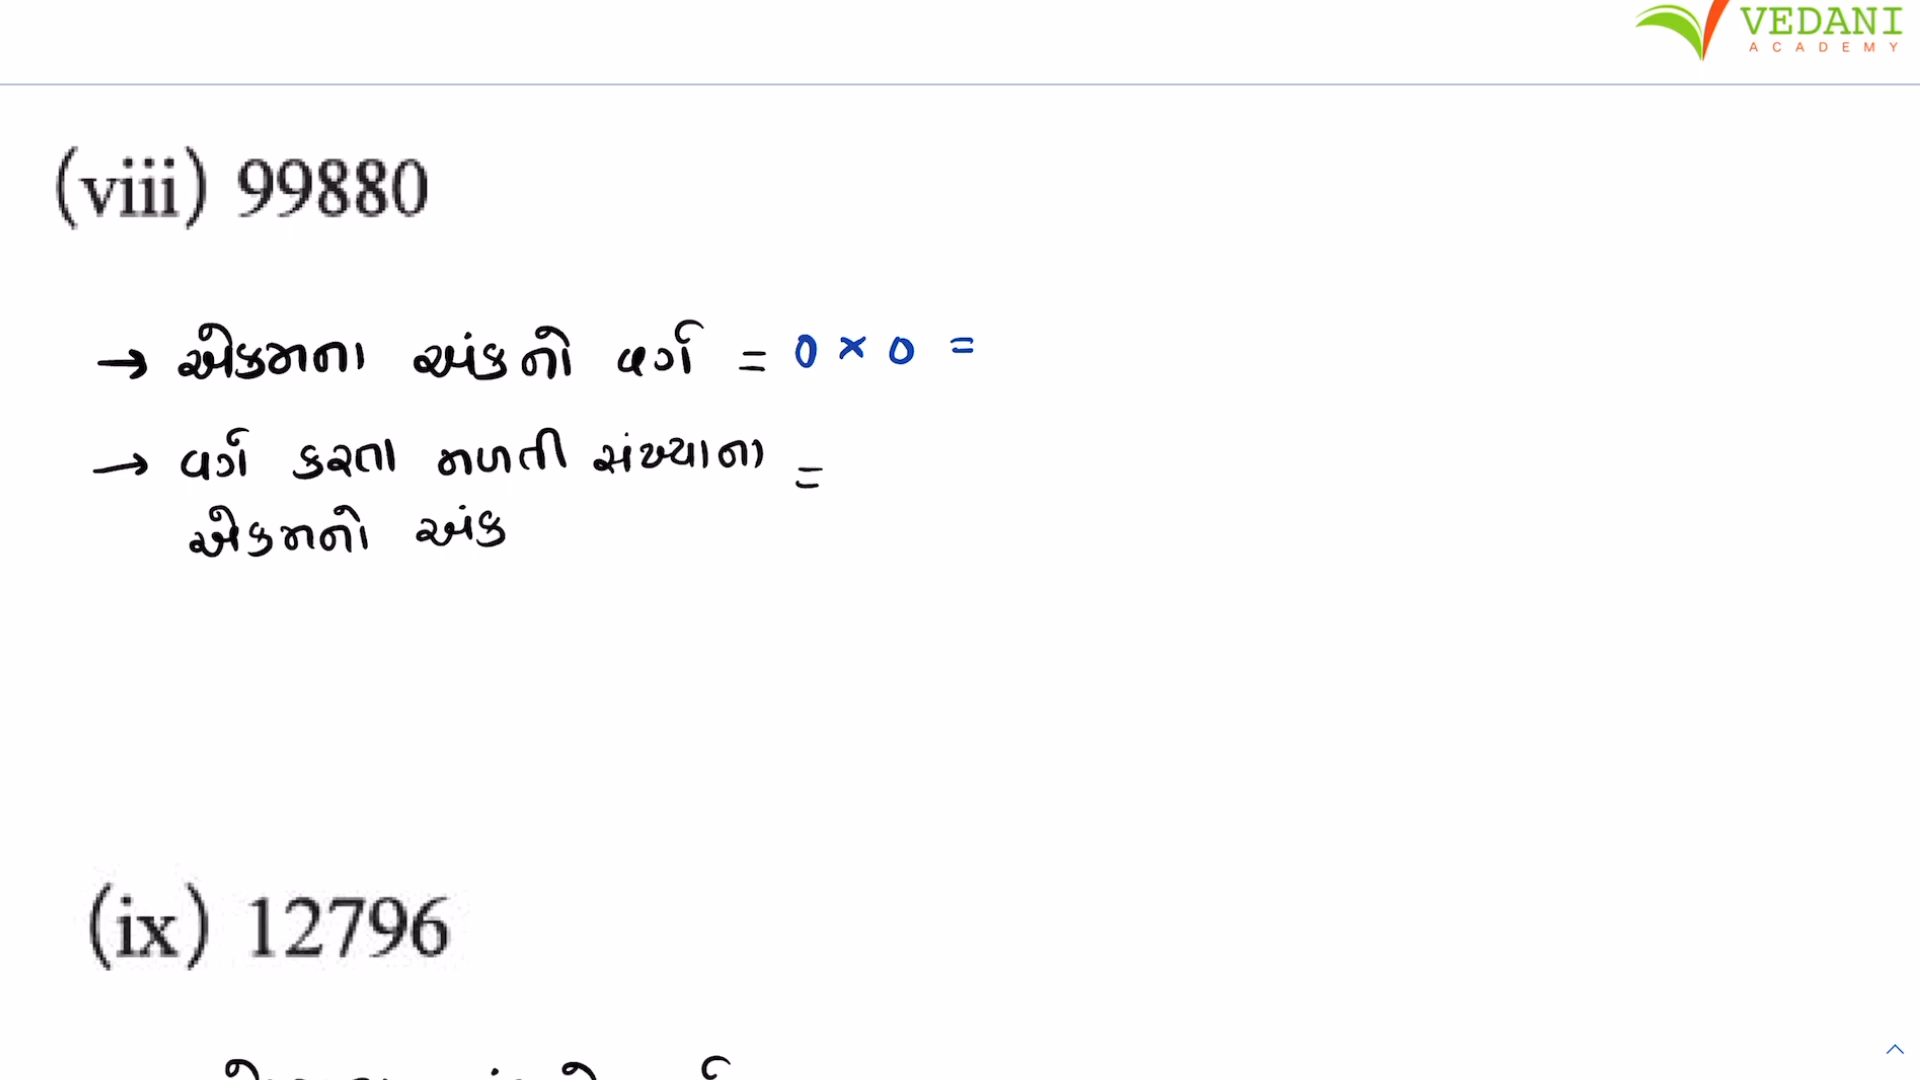 VEDANI
ACADEMY
(viii) 99880
→ એકમના અંકનો વર્ગ = 0 × 0 =
→ વર્ગ કરતા મળતી સંખ્યાના =
એકમનો અંક
(ix) 12796